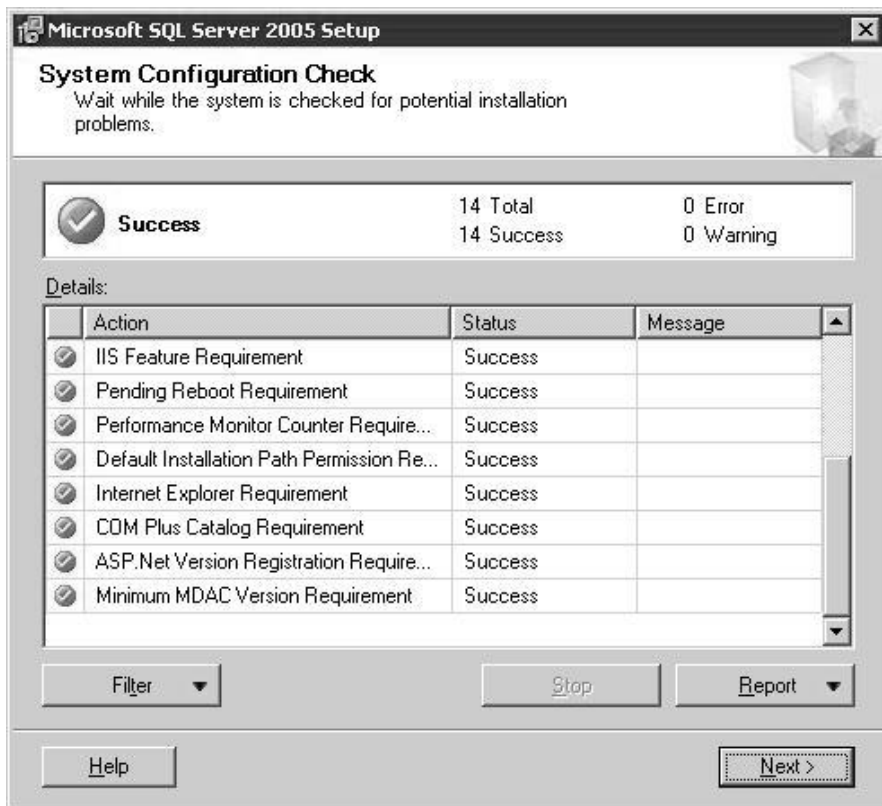 Microsoft SQL Server 2005 Setup
System Configuration Check
Wait while the system is checked for potential installation
problems.
Success 14 Total 0 Error
14 Success 0 Warning
Details:
Action Status Message
IIS Feature Requirement Success
Pending Reboot Requirement Success
Performance Monitor Counter Require... Success
Default Installation Path Permission Re... Success
Internet Explorer Requirement Success
COM Plus Catalog Requirement Success
ASP.Net Version Registration Require... Success
Minimum MDAC Version Requirement Success
Filter Stop Report
Help Next >